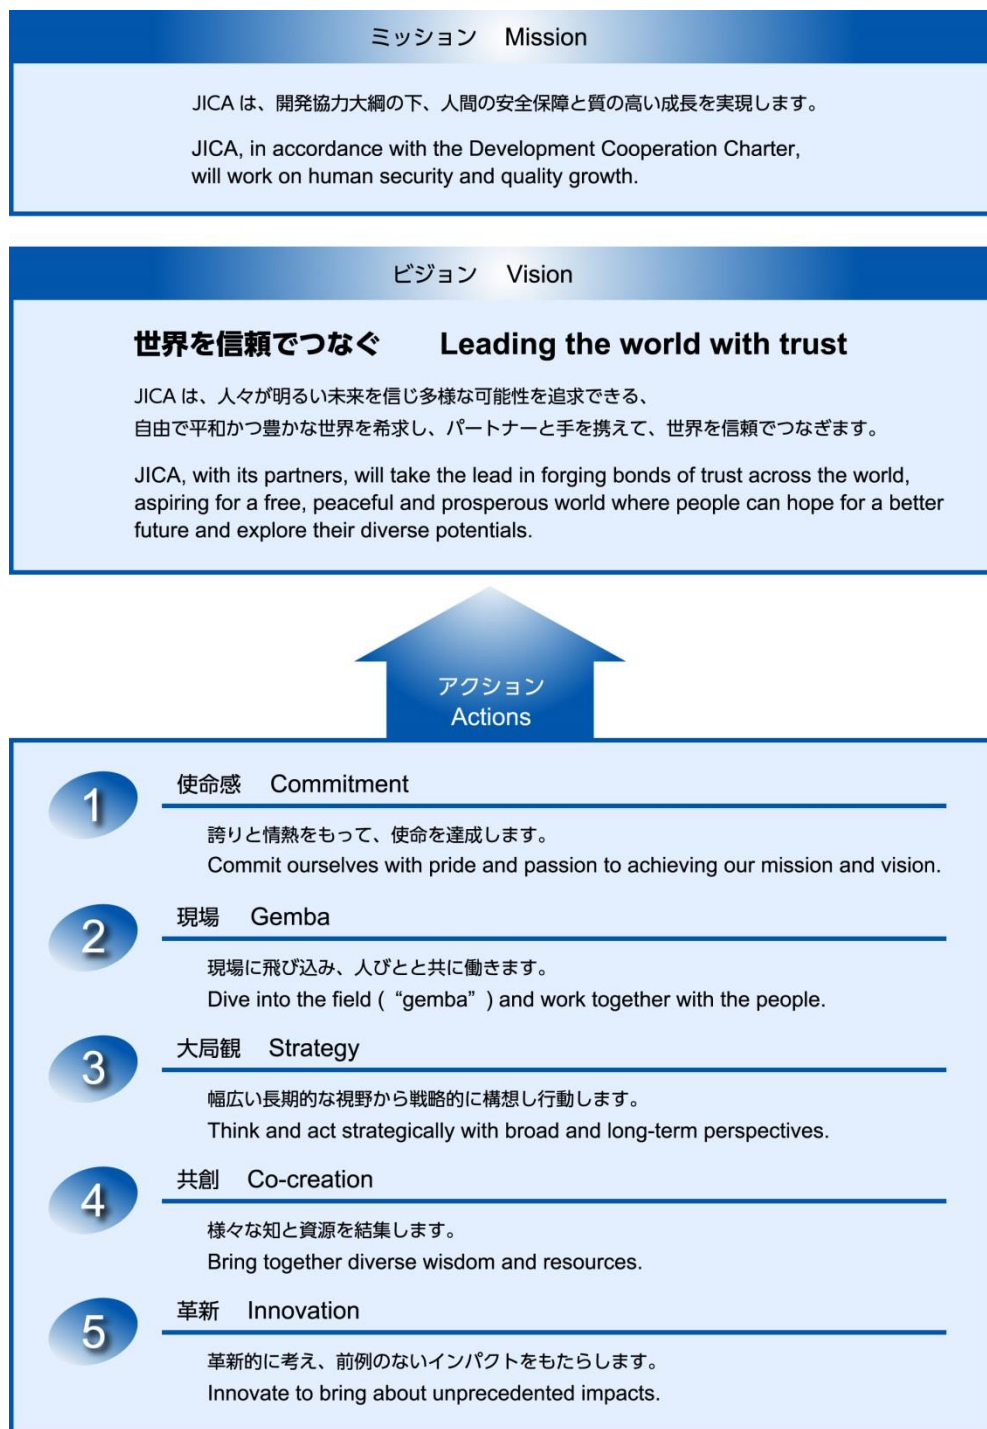 ミッション Mission
JICA は、開発協力大綱の下、人間の安全保障と質の高い成長を実現します。
JICA, in accordance with the Development Cooperation Charter,
will work on human security and quality growth.
ビジョン Vision
世界を信頼でつなぐ Leading the world with trust
JICA は、人々が明るい未来を信じ多様な可能性を追求できる、
自由で平和かつ豊かな世界を希求し、パートナーと手を携えて、世界を信頼でつなぎます。
JICA, with its partners, will take the lead in forging bonds of trust across the world,
aspiring for a free, peaceful and prosperous world where people can hope for a better
future and explore their diverse potentials.
アクション
Actions
1 使命感 Commitment
誇りと情熱をもって、使命を達成します。
Commit ourselves with pride and passion to achieving our mission and vision.
2 現場 Gemba
現場に飛び込み、人びとと共に働きます。
Dive into the field ( “gemba” ) and work together with the people.
3 大局観 Strategy
幅広い長期的な視野から戦略的に構想し行動します。
Think and act strategically with broad and long-term perspectives.
4 共創 Co-creation
様々な知と資源を結集します。
Bring together diverse wisdom and resources.
5 革新 Innovation
革新的に考え、前例のないインパクトをもたらします。
Innovate to bring about unprecedented impacts.